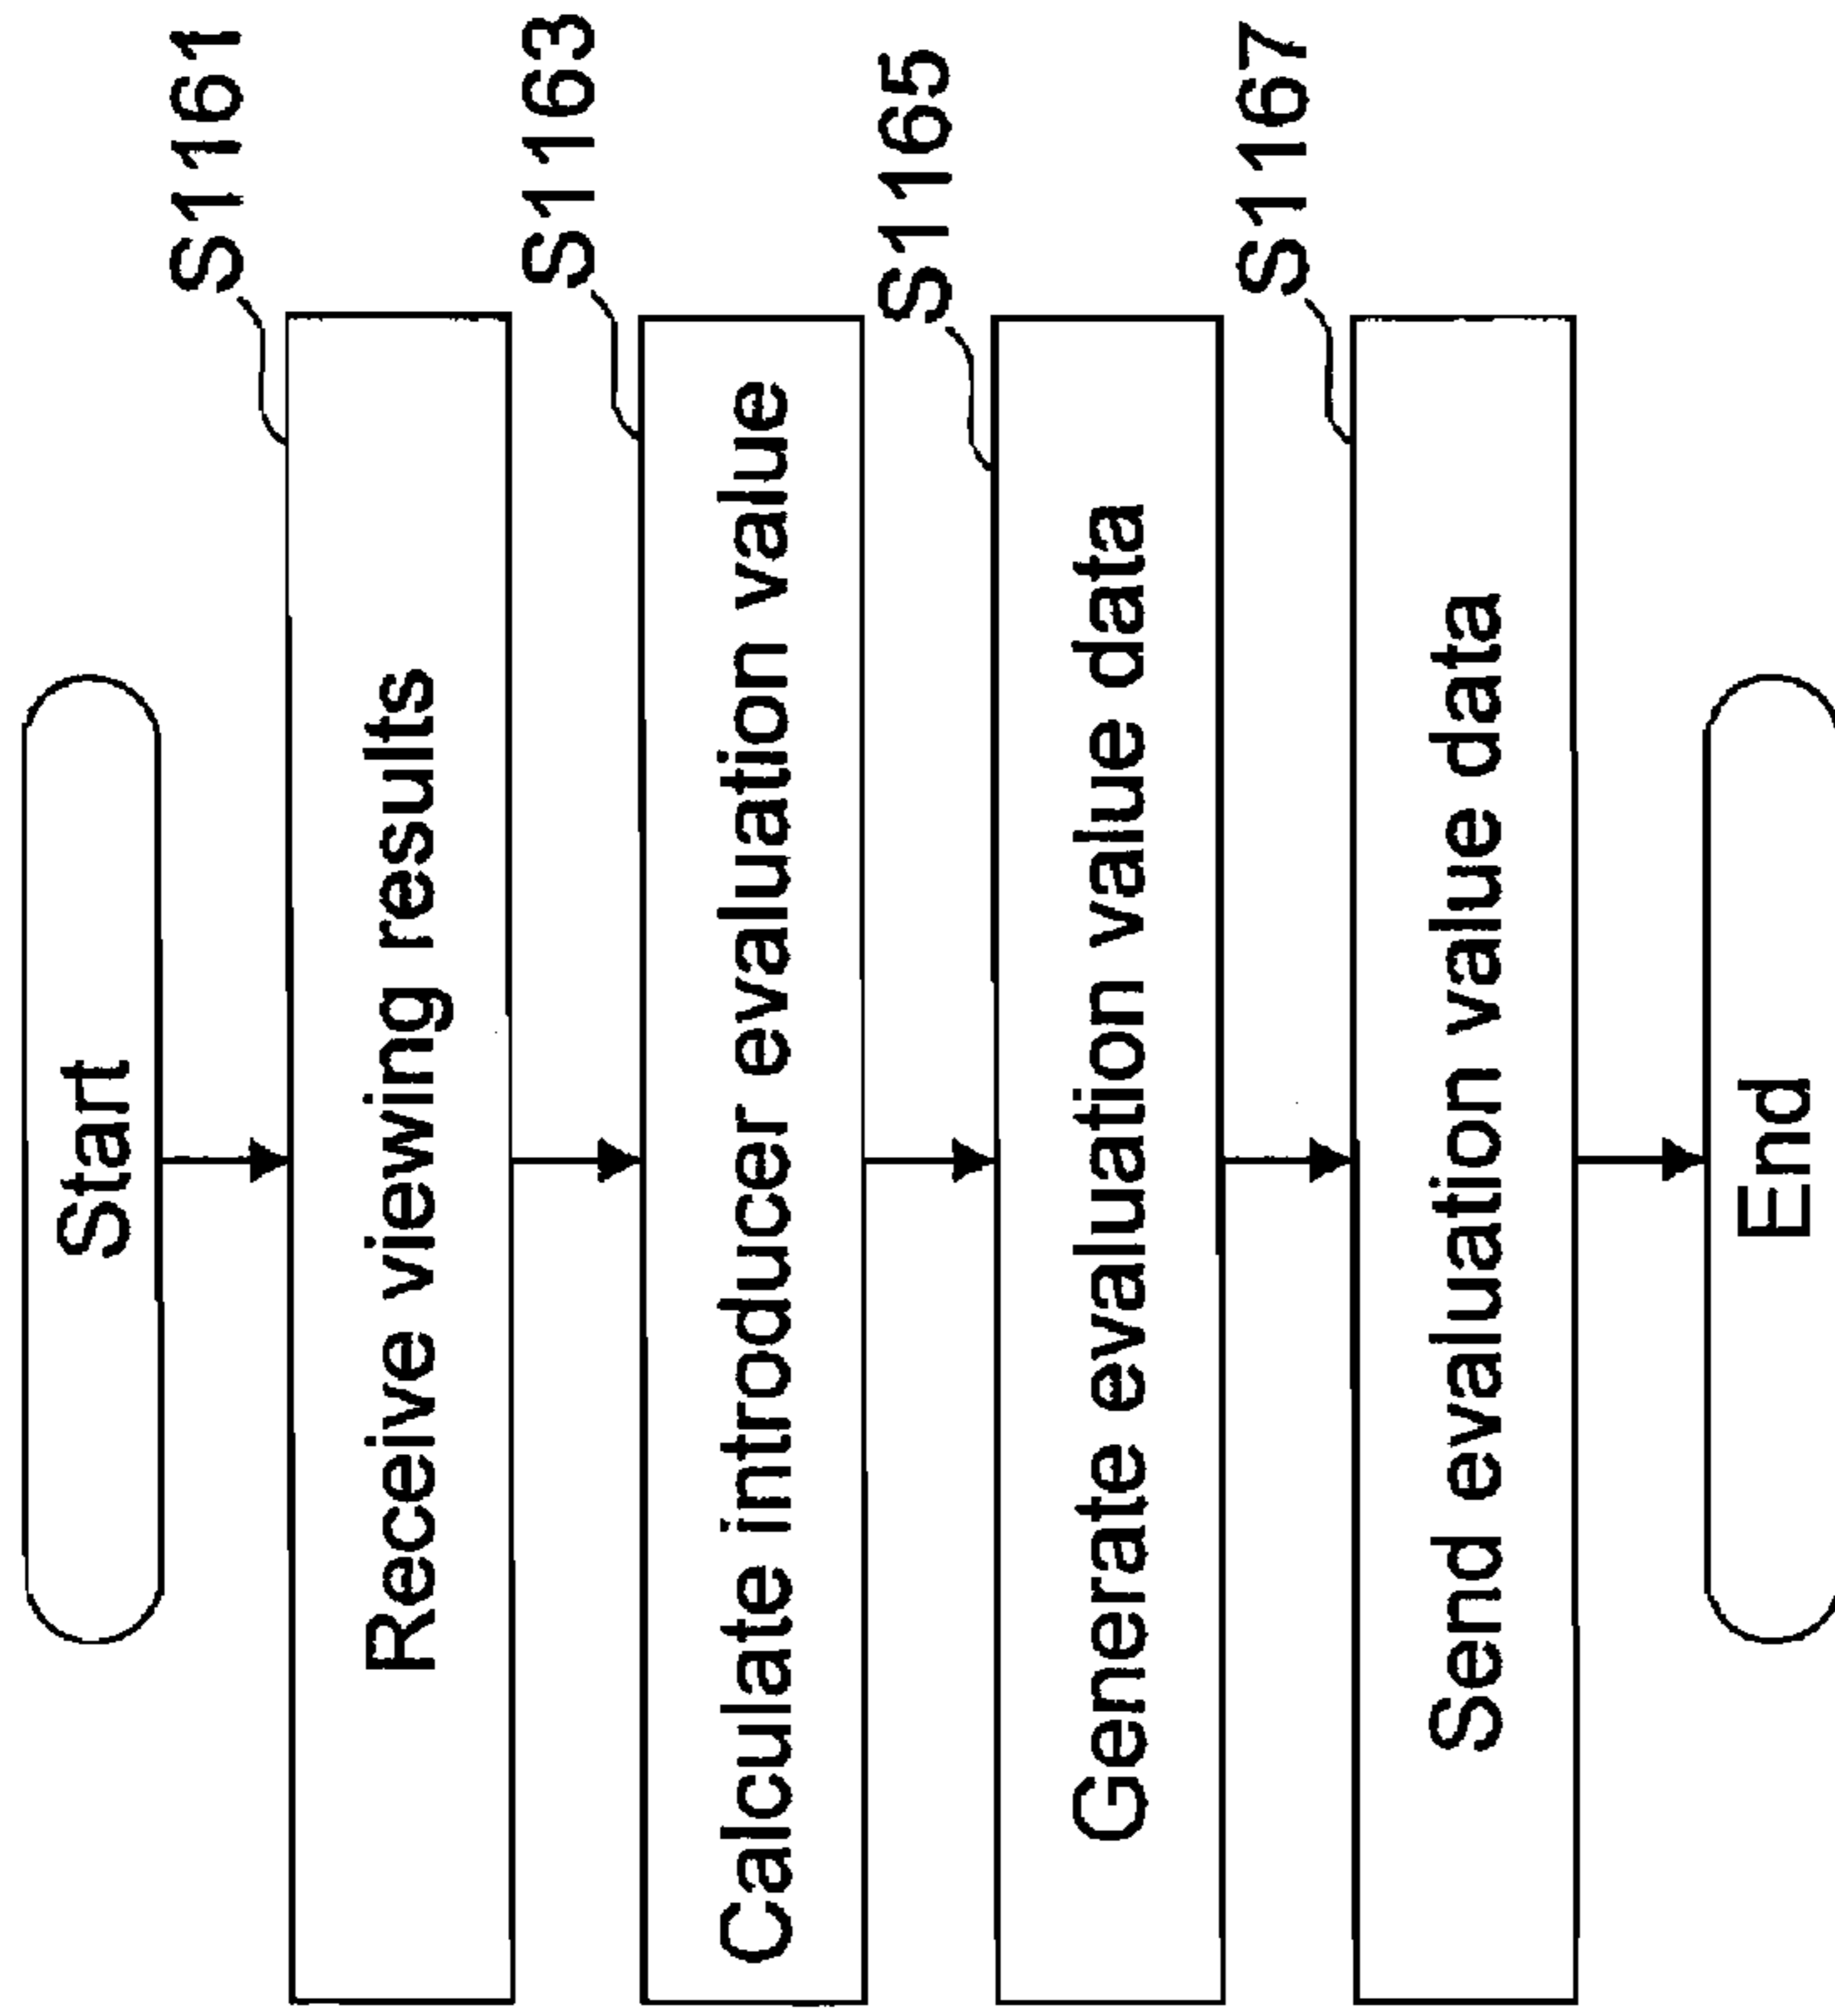 Start
S1161
Receive viewing results
S1163
Calculate introducer evaluation value
S1165
Generate evaluation value data
S1167
Send evaluation value data
End